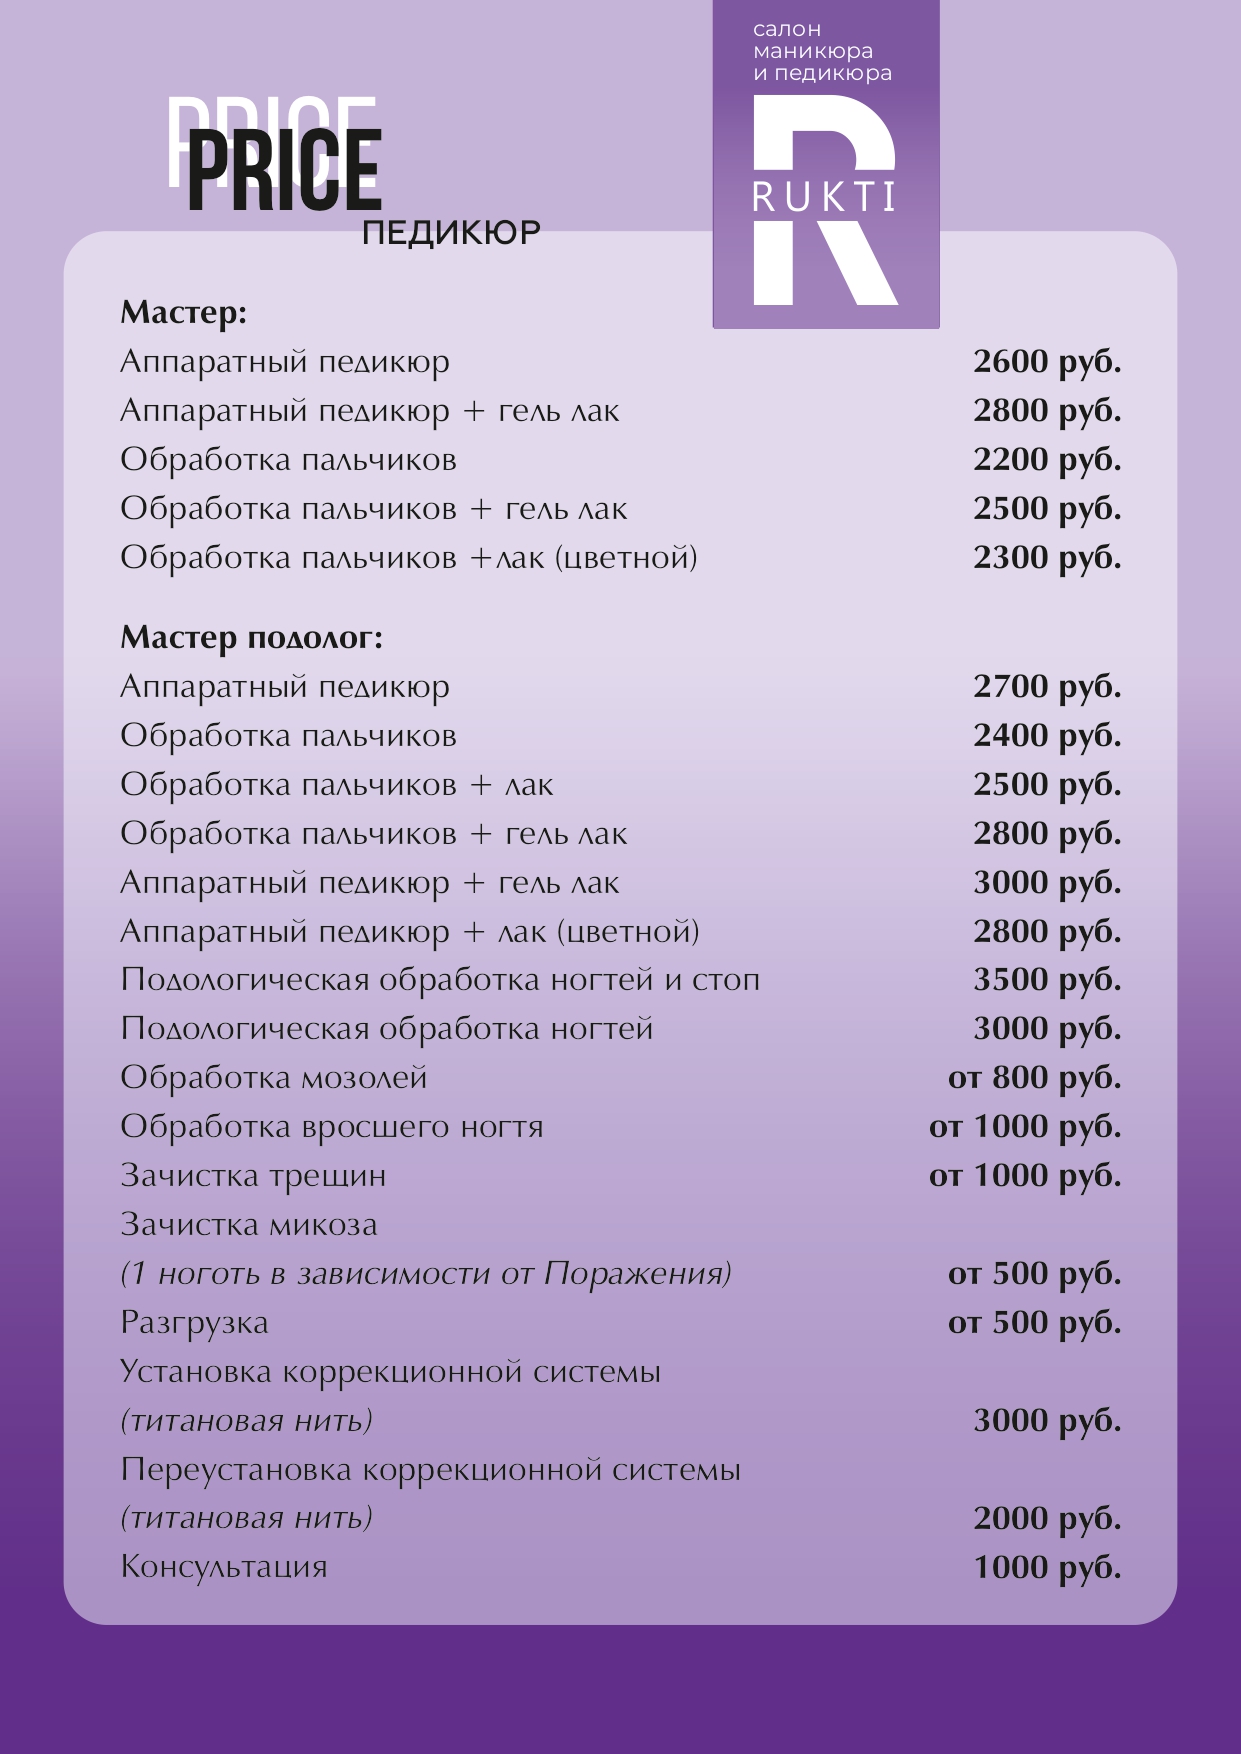 салон
маникюра
и педикюра
RUKTI
PRICE
PRICE
ПЕДИКЮР
Мастер:
Аппаратный педикюр 2600 руб.
Аппаратный педикюр + гель лак 2800 руб.
Обработка пальчиков 2200 руб.
Обработка пальчиков + гель лак 2500 руб.
Обработка пальчиков +лак (цветной) 2300 руб.
Мастер подолог:
Аппаратный педикюр 2700 руб.
Обработка пальчиков 2400 руб.
Обработка пальчиков + лак 2500 руб.
Обработка пальчиков + гель лак 2800 руб.
Аппаратный педикюр + гель лак 3000 руб.
Аппаратный педикюр + лак (цветной) 2800 руб.
Подологическая обработка ногтей и стоп 3500 руб.
Подологическая обработка ногтей 3000 руб.
Обработка мозолей от 800 руб.
Обработка вросшего ногтя от 1000 руб.
Зачистка трещин от 1000 руб.
Зачистка микоза
(1 ноготь в зависимости от Поражения) от 500 руб.
Разгрузка от 500 руб.
Установка коррекционной системы
(титановая нить) 3000 руб.
Переустановка коррекционной системы
(титановая нить) 2000 руб.
Консультация 1000 руб.